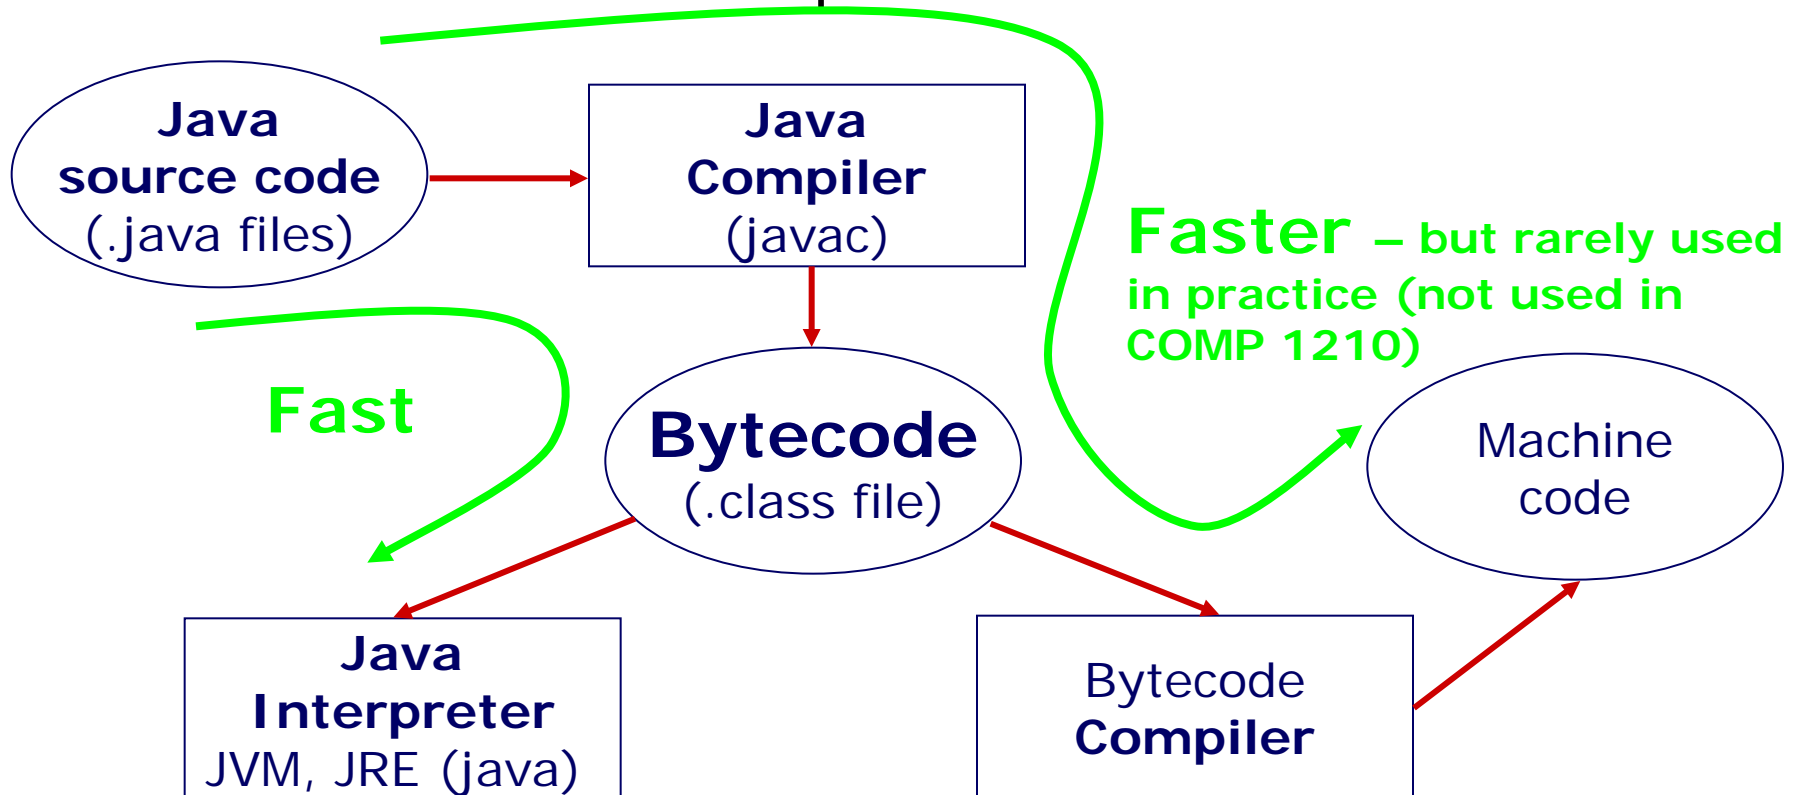 Java
source code
(.java files)
Java
Compiler
(javac)
Faster – but rarely used
in practice (not used in
COMP 1210)
Fast
Bytecode
(.class file)
Machine
code
Java
Interpreter
JVM, JRE (java)
Bytecode
Compiler